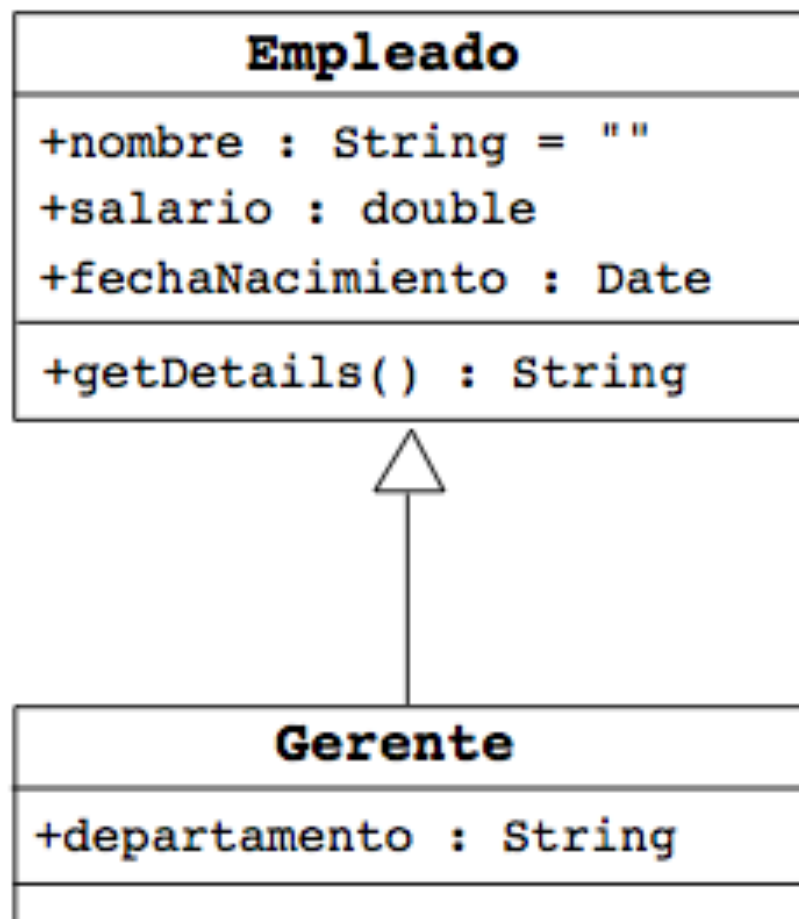 Empleado
+nombre : String = ""
+salario : double
+fechaNacimiento : Date
+getDetails() : String
Gerente
+departamento : String